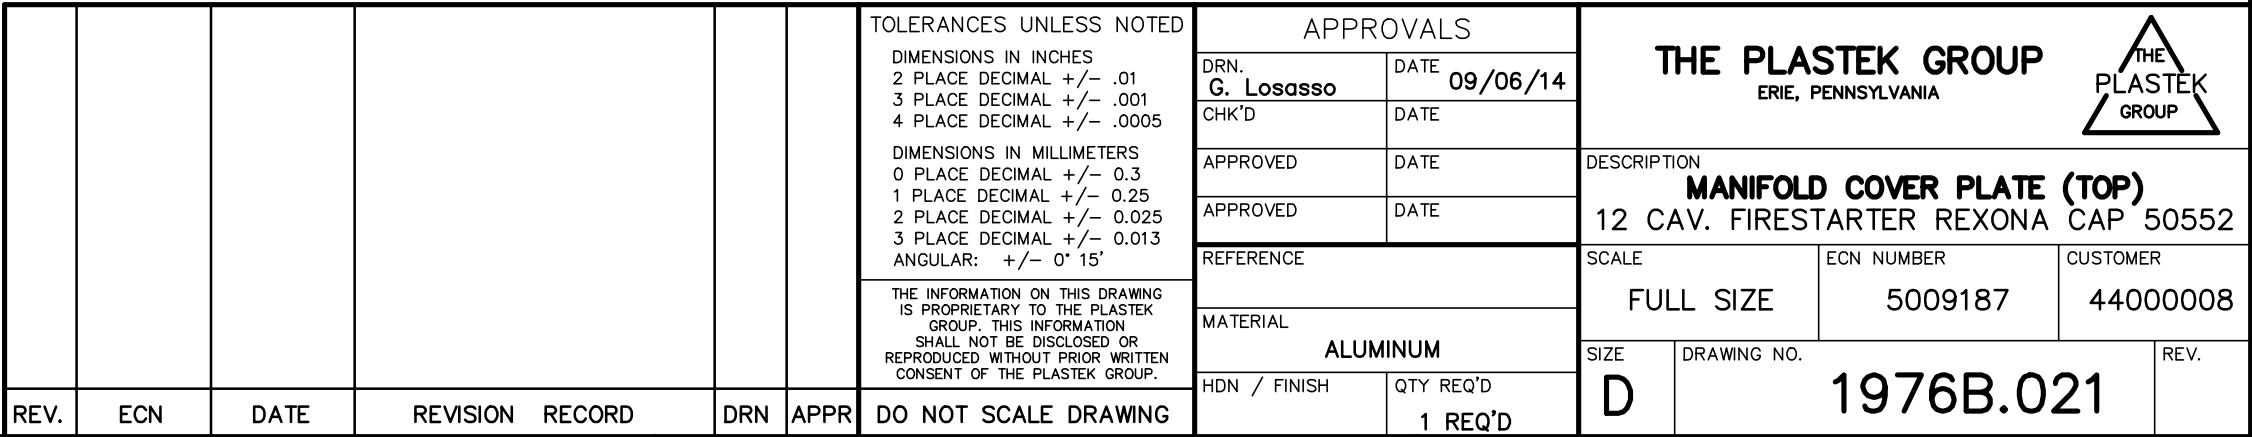 REV. ECN DATE REVISION RECORD DRN APPR
TOLERANCES UNLESS NOTED
DIMENSIONS IN INCHES
2 PLACE DECIMAL +/- .01
3 PLACE DECIMAL +/- .001
4 PLACE DECIMAL +/- .0005
DIMENSIONS IN MILLIMETERS
0 PLACE DECIMAL +/- 0.3
1 PLACE DECIMAL +/- 0.25
2 PLACE DECIMAL +/- 0.025
3 PLACE DECIMAL +/- 0.013
ANGULAR: +/- 0° 15'
THE INFORMATION ON THIS DRAWING
IS PROPRIETARY TO THE PLASTEK
GROUP. THIS INFORMATION
SHALL NOT BE DISCLOSED OR
REPRODUCED WITHOUT PRIOR WRITTEN
CONSENT OF THE PLASTEK GROUP.
DO NOT SCALE DRAWING
APPROVALS
DRN. DATE
G. Losasso 09/06/14
CHK'D DATE
APPROVED DATE
APPROVED DATE
REFERENCE
MATERIAL
ALUMINUM
HDN / FINISH QTY REQ'D
1 REQ'D
THE PLASTEK GROUP
ERIE, PENNSYLVANIA
THE
PLASTEK
GROUP
DESCRIPTION
MANIFOLD COVER PLATE (TOP)
12 CAV. FIRESTARTER REXONA CAP 50552
SCALE ECN NUMBER CUSTOMER
FULL SIZE 5009187 44000008
SIZE DRAWING NO. REV.
D 1976B.021